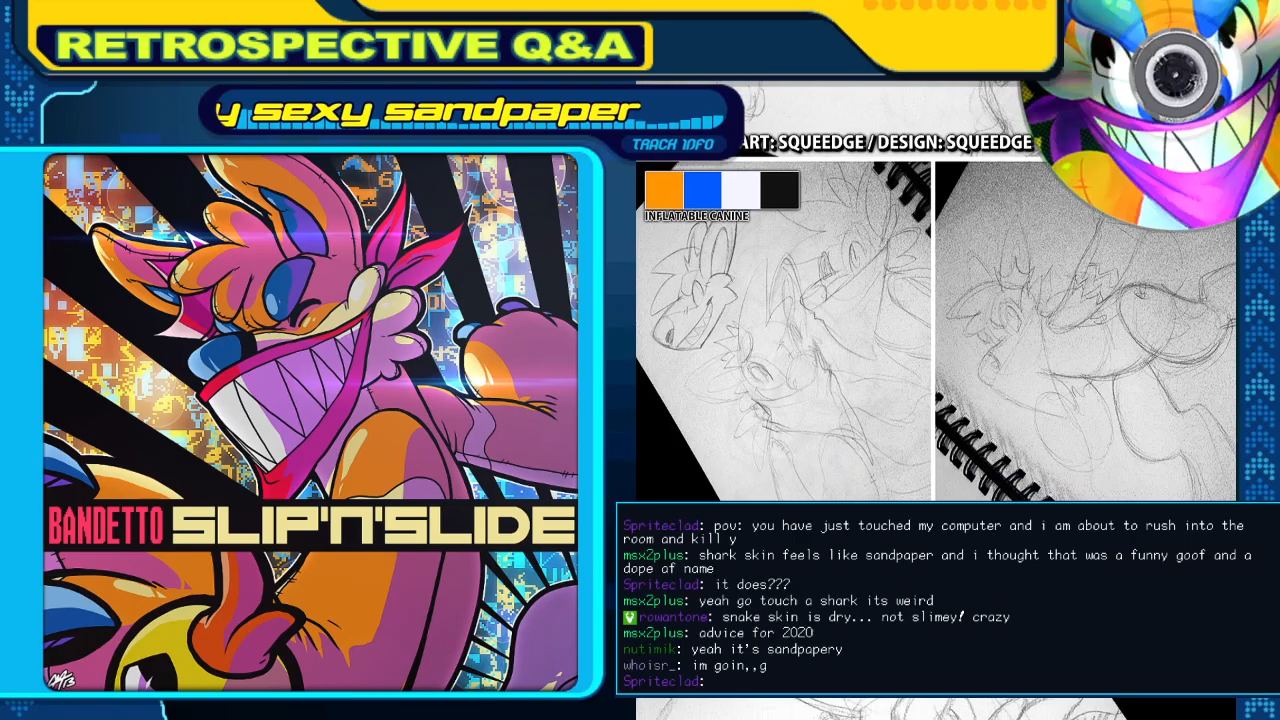 RETROSPECTIVE Q&A
y sexy sandpaper
TRACK INFO
ART: SQUEEDGE / DESIGN: SQUEEDGE
INFLATABLE CANINE
BANDETTO SLIP'N'SLIDE
Spriteclad: pov: you have just touched my computer and i am about to rush into the
room and kill y
msx2plus: shark skin feels like sandpaper and i thought that was a funny goof and a
dope af name
Spriteclad: it does???
msx2plus: yeah go touch a shark its weird
rowantone: snake skin is dry... not slimey! crazy
msx2plus: advice for 2020
nutimik: yeah it's sandpapery
whoisr_: im goin,,g
Spriteclad: